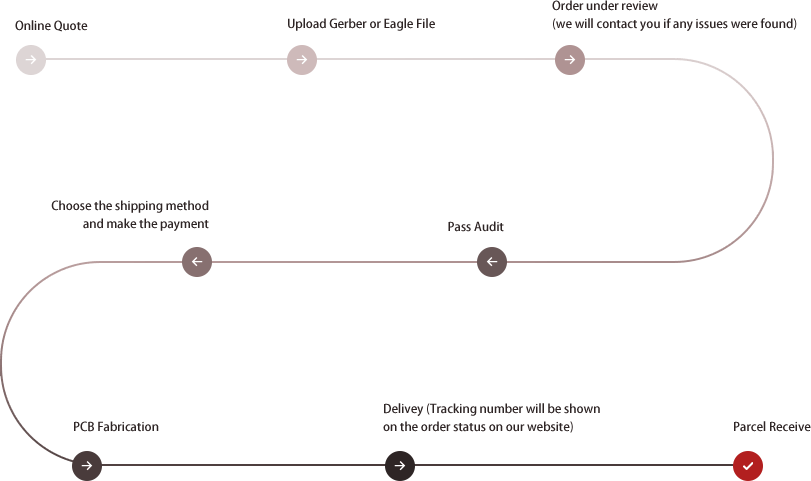 Online Quote
Upload Gerber or Eagle File
Order under review
(we will contact you if any issues were found)
Pass Audit
Choose the shipping method
and make the payment
PCB Fabrication
Delivey (Tracking number will be shown
on the order status on our website)
Parcel Receive